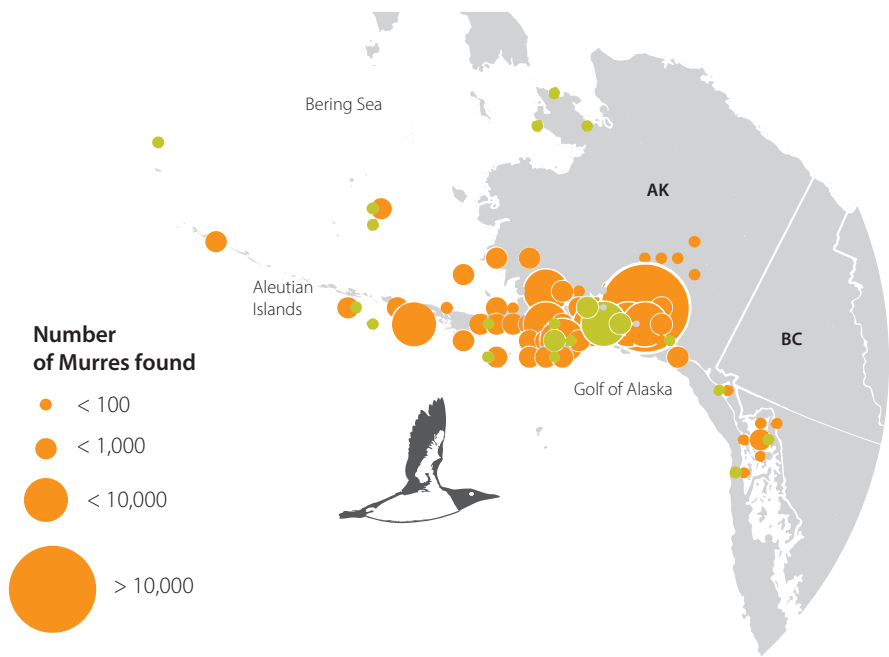 Bering Sea
AK
Aleutian
Islands
Number
of Murres found
BC
Golf of Alaska
< 100
< 1,000
< 10,000
> 10,000